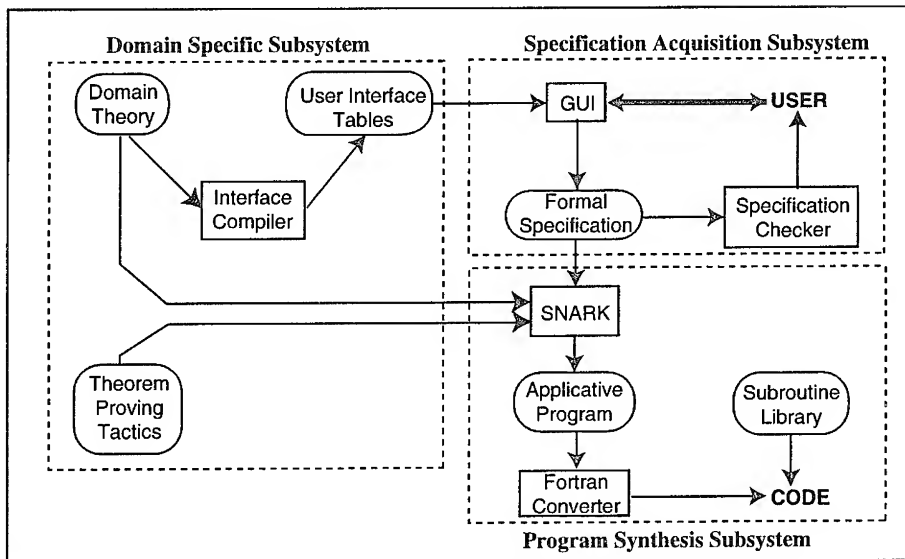 Domain Specific Subsystem
Specification Acquisition Subsystem
Domain
Theory
User Interface
Tables
GUI
USER
Interface
Compiler
Formal
Specification
Specification
Checker
SNARK
Theorem
Proving
Tactics
Applicative
Program
Subroutine
Library
Fortran
Converter
CODE
Program Synthesis Subsystem